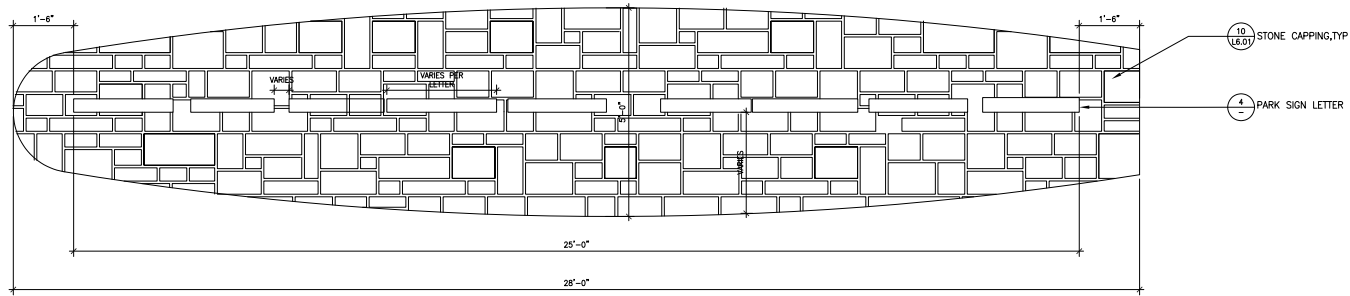 1'-6"
1'-6"
10
L6.01
STONE CAPPING,TYP
VARIES
VARIES PER
LETTER
5'-0"
4
-
PARK SIGN LETTER
VARIES
25'-0"
28'-0"